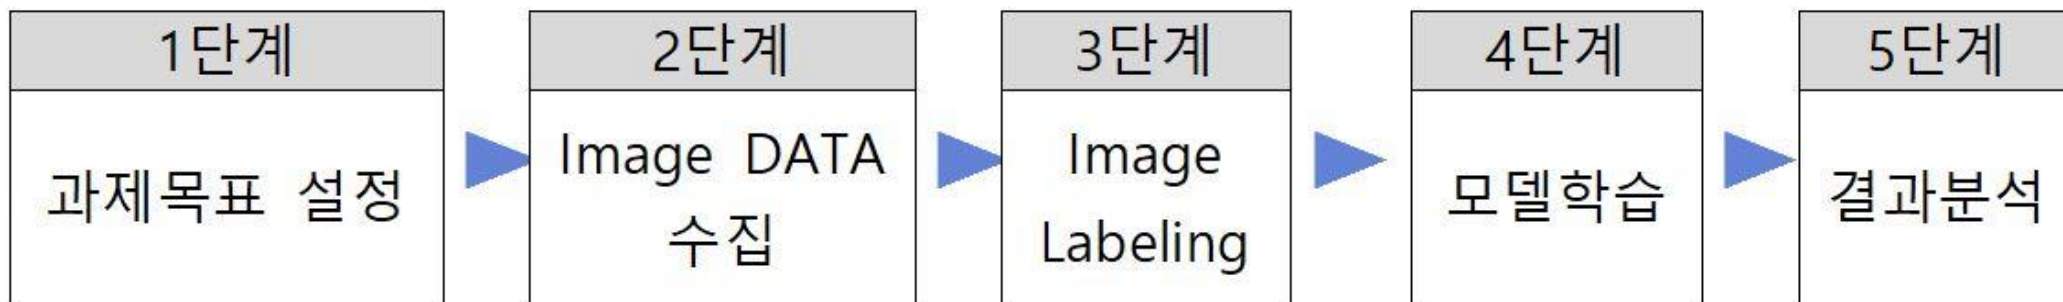 1단계
과제목표 설정
2단계
Image DATA
수집
3단계
Image
Labeling
4단계
모델학습
5단계
결과분석